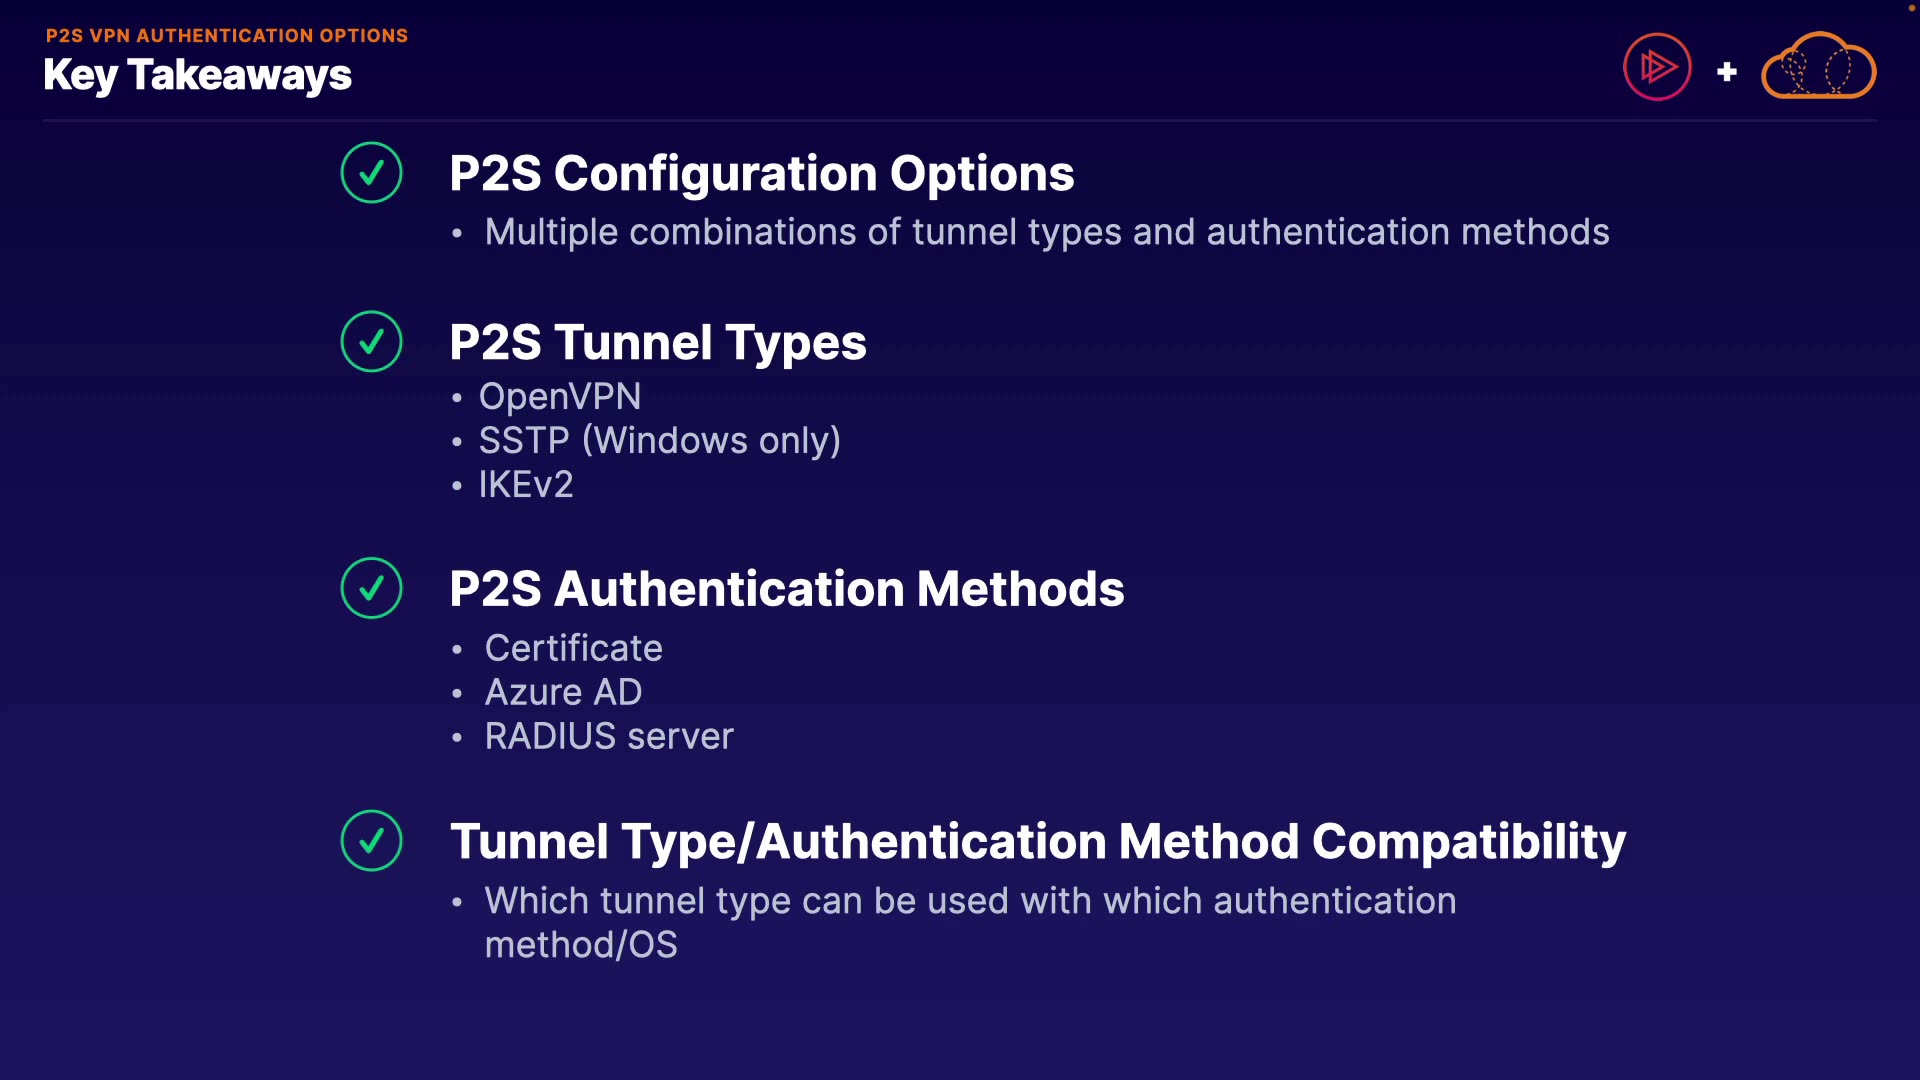 P2S VPN AUTHENTICATION OPTIONS
Key Takeaways
P2S Configuration Options
• Multiple combinations of tunnel types and authentication methods
P2S Tunnel Types
• OpenVPN
• SSTP (Windows only)
• IKEv2
P2S Authentication Methods
• Certificate
• Azure AD
• RADIUS server
Tunnel Type/Authentication Method Compatibility
• Which tunnel type can be used with which authentication
method/OS